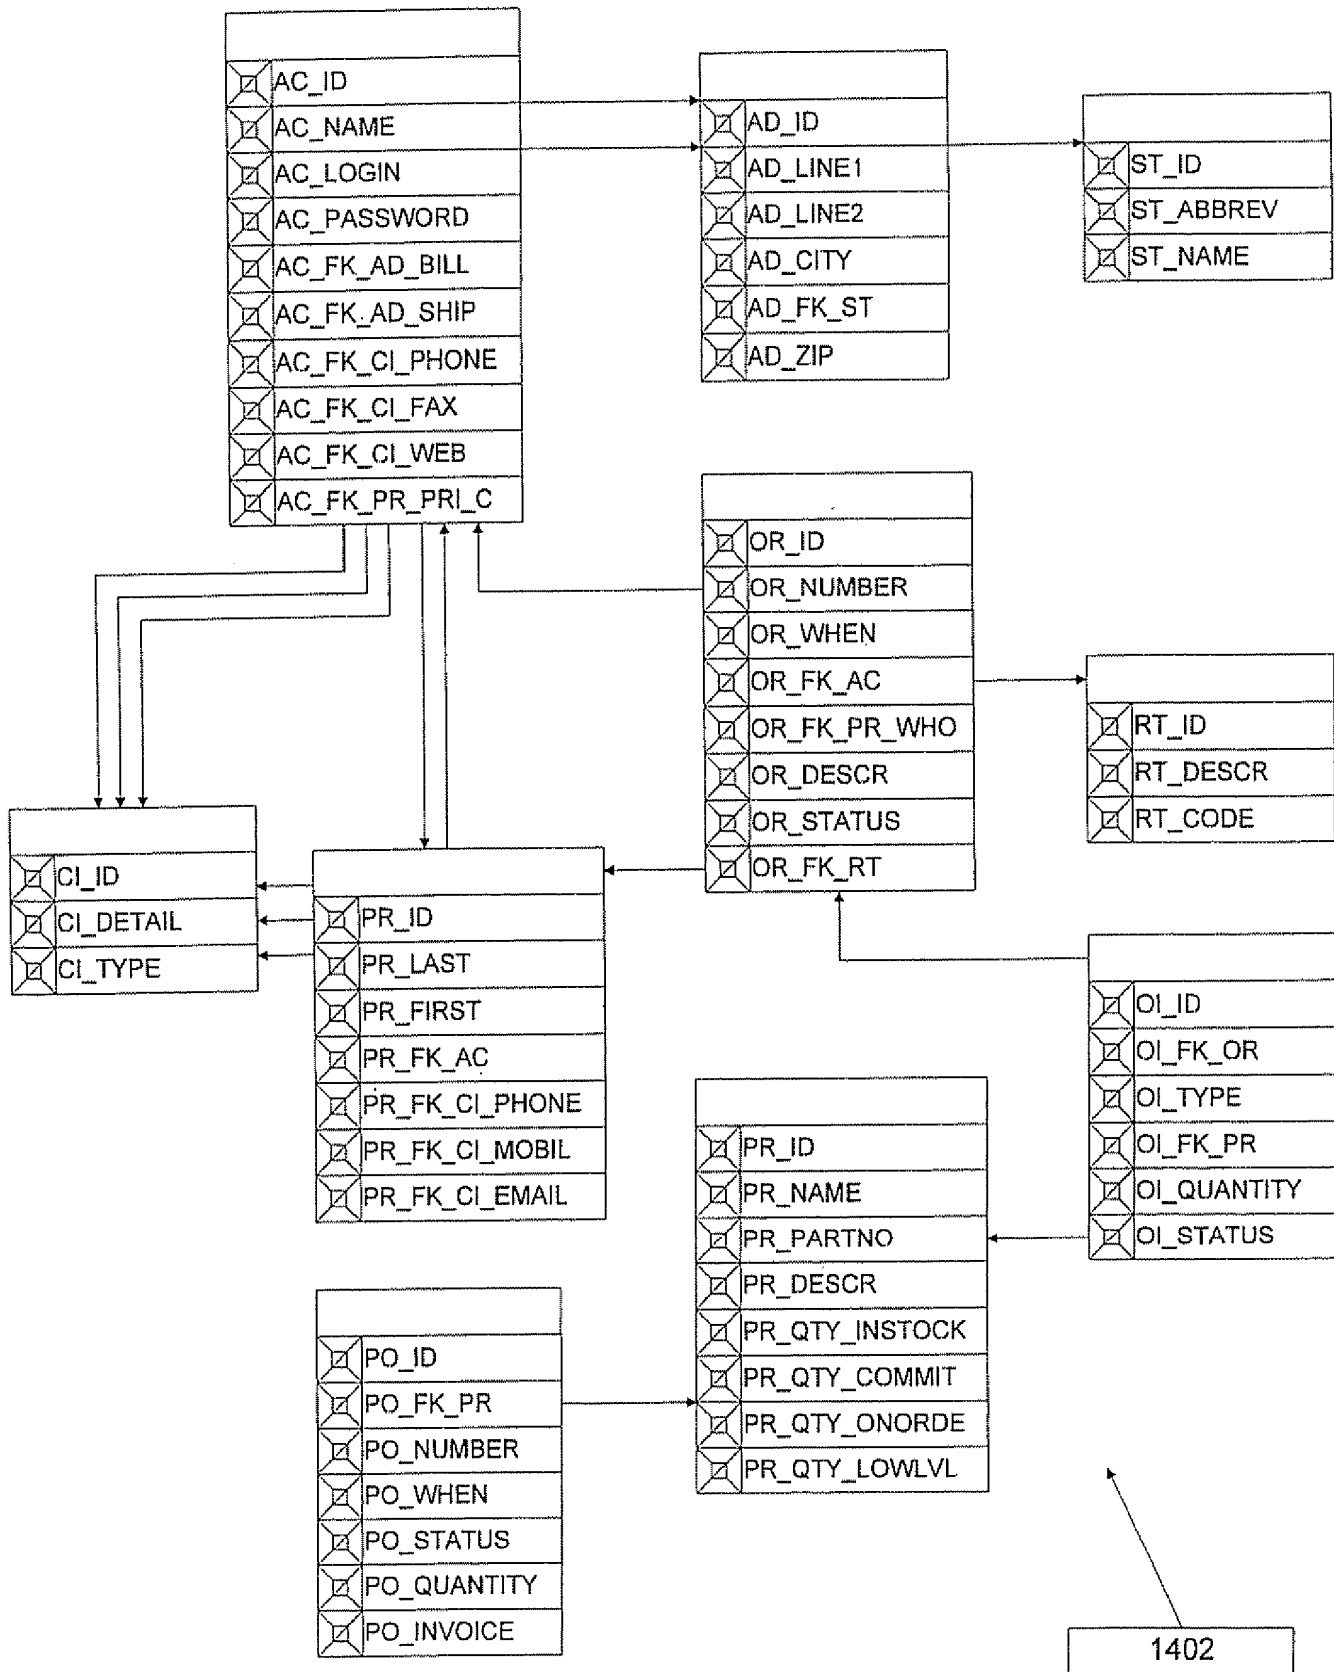 AC_ID
AC_NAME
AC_LOGIN
AC_PASSWORD
AC_FK_AD_BILL
AC_FK_AD_SHIP
AC_FK_CI_PHONE
AC_FK_CI_FAX
AC_FK_CI_WEB
AC_FK_PR_PRI_C
AD_ID
AD_LINE1
AD_LINE2
AD_CITY
AD_FK_ST
AD_ZIP
ST_ID
ST_ABBREV
ST_NAME
OR_ID
OR_NUMBER
OR_WHEN
OR_FK_AC
OR_FK_PR_WHO
OR_DESCR
OR_STATUS
OR_FK_RT
RT_ID
RT_DESCR
RT_CODE
CI_ID
CI_DETAIL
CI_TYPE
PR_ID
PR_LAST
PR_FIRST
PR_FK_AC
PR_FK_CI_PHONE
PR_FK_CI_MOBIL
PR_FK_CI_EMAIL
OI_ID
OI_FK_OR
OI_TYPE
OI_FK_PR
OI_QUANTITY
OI_STATUS
PR_ID
PR_NAME
PR_PARTNO
PR_DESCR
PR_QTY_INSTOCK
PR_QTY_COMMIT
PR_QTY_ONORDE
PR_QTY_LOWLVL
PO_ID
PO_FK_PR
PO_NUMBER
PO_WHEN
PO_STATUS
PO_QUANTITY
PO_INVOICE
1402